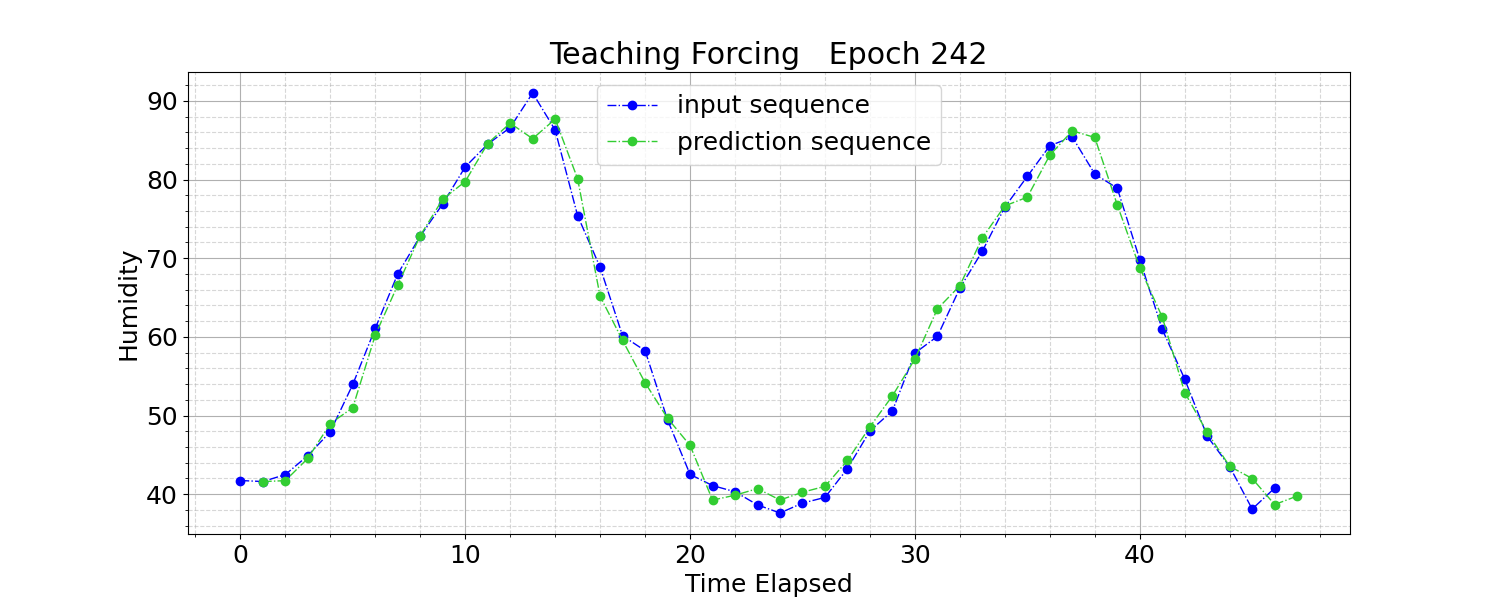 Teaching Forcing   Epoch 242
input sequence
prediction sequence
Humidity
90
80
70
60
50
40
0 10 20 30 40
Time Elapsed